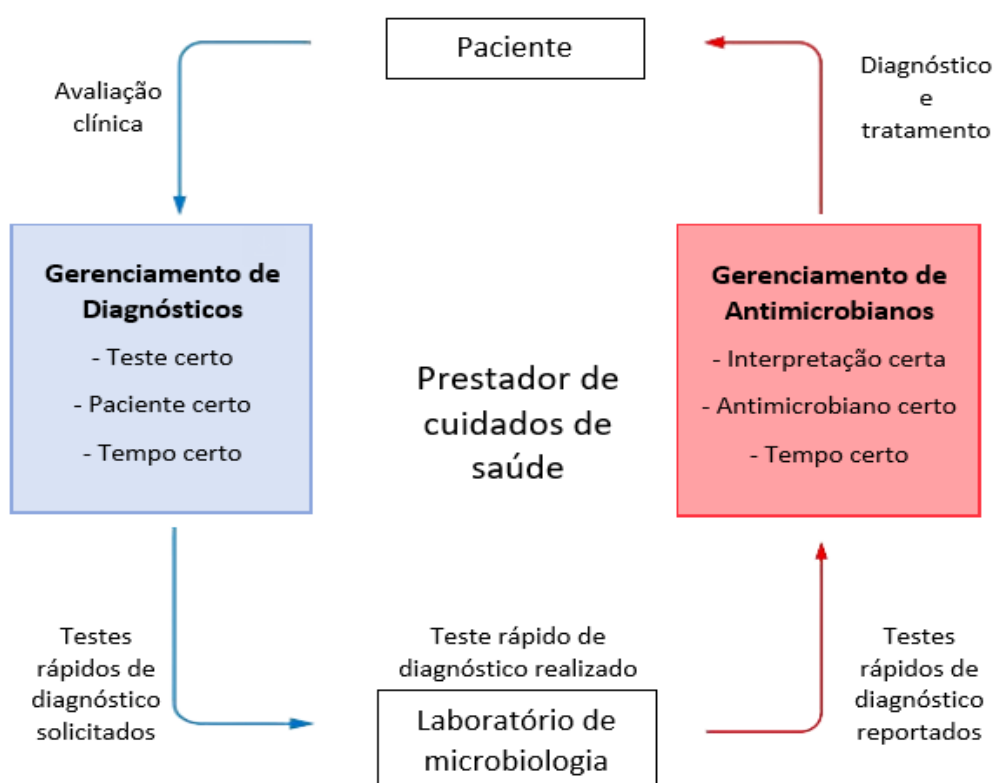 Paciente
Avaliação
clínica
Diagnóstico
e
tratamento
Gerenciamento de
Diagnósticos
- Teste certo
- Paciente certo
- Tempo certo
Prestador de
cuidados de
saúde
Gerenciamento de
Antimicrobianos
- Interpretação certa
- Antimicrobiano certo
- Tempo certo
Testes
rápidos de
diagnóstico
solicitados
Teste rápido de
diagnóstico realizado
Laboratório de
microbiologia
Testes
rápidos de
diagnóstico
reportados